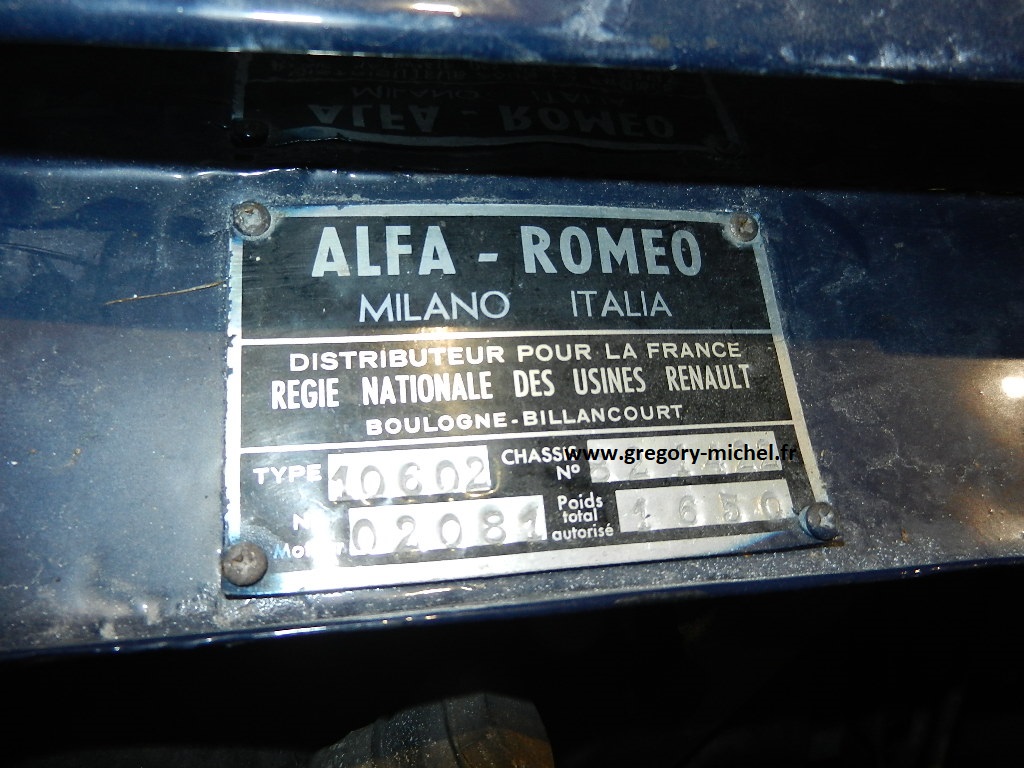 ALFA - ROMEO
MILANO ITALIA
DISTRIBUTEUR POUR LA FRANCE
REGIE NATIONALE DES USINES RENAULT
BOULOGNE-BILLANCOURT
TYPE 10602 CHASSIS N°
www.gregory-michel.fr
N° Moteur 02081 Poids total autorisé 1650